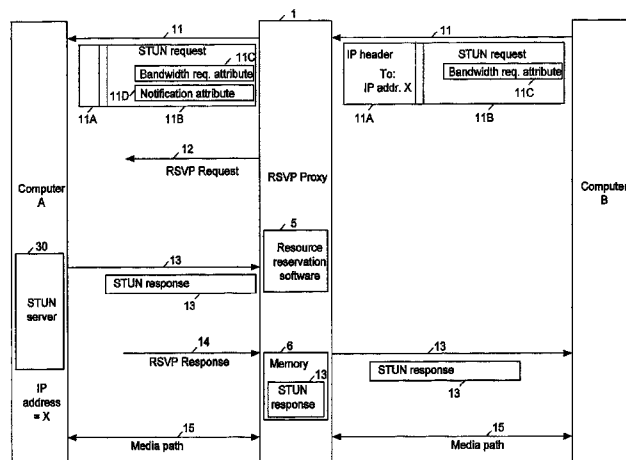 1
11
11
STUN request
11C
Bandwidth req. attribute
11D
Notification attribute
11A
11B
IP header
To:
IP addr. X
STUN request
Bandwidth req. attribute
11C
11A
11B
12
RSVP Request
RSVP Proxy
Computer
A
Computer
B
5
Resource
reservation
software
30
STUN
server
13
STUN response
13
14
RSVP Response
6
Memory
13
STUN
response
13
STUN response
13
IP
address
= X
15
Media path
15
Media path